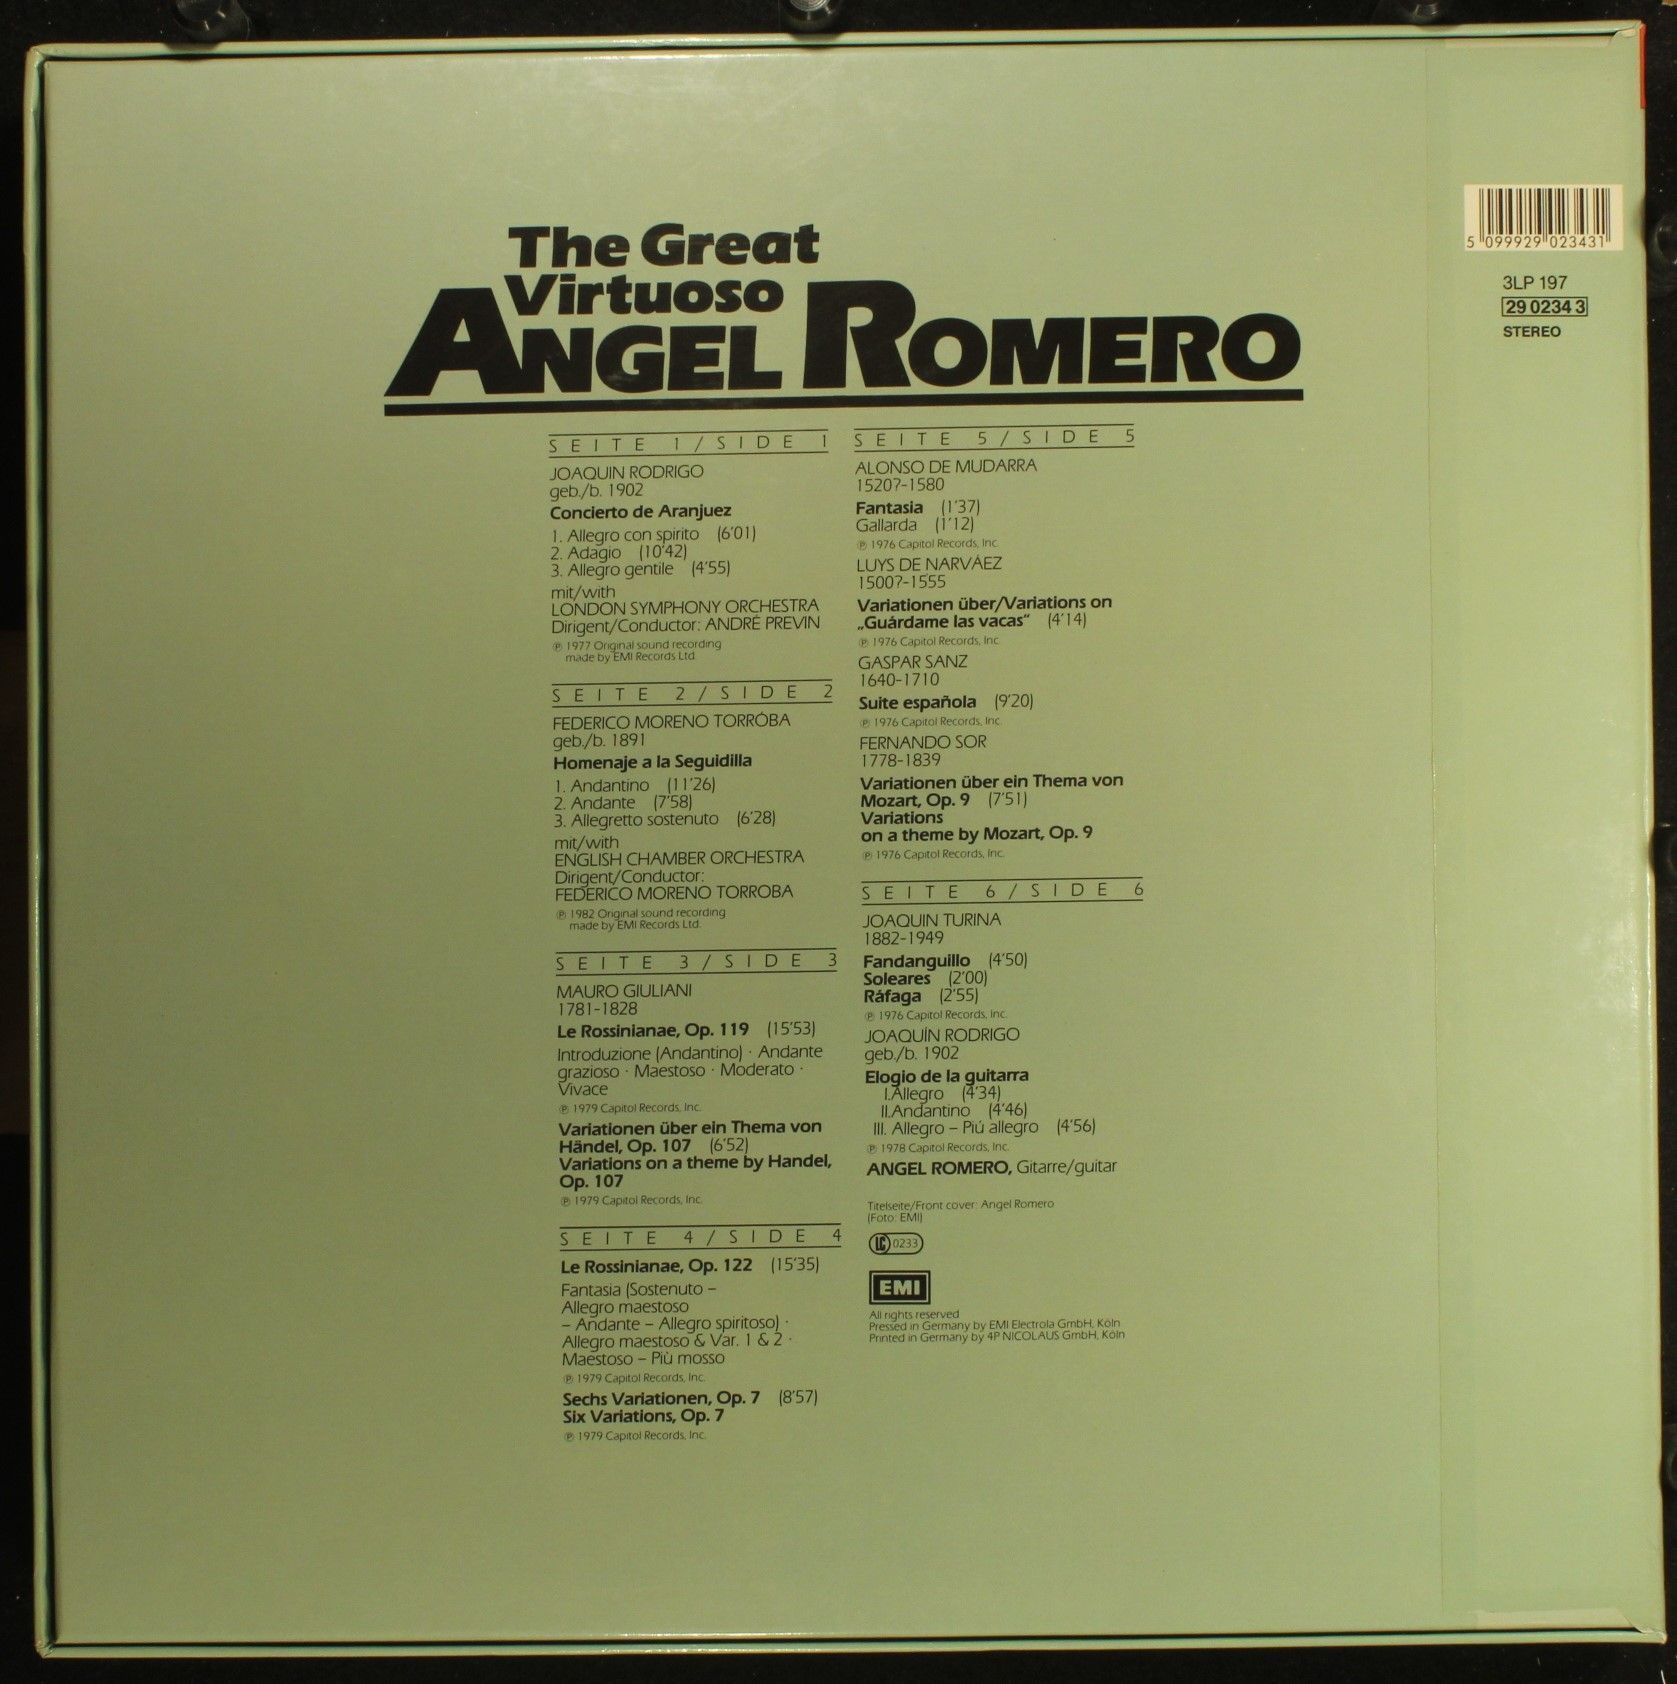 The Great
Virtuoso
ANGEL ROMERO
5 099929 023431
3LP 197
29 0234 3
STEREO
SEITE 1/SIDE 1
JOAQUIN RODRIGO
geb./b. 1902
Concierto de Aranjuez
1. Allegro con spirito (6'01)
2. Adagio (10'42)
3. Allegro gentile (4'55)
mit/with
LONDON SYMPHONY ORCHESTRA
Dirigent/Conductor: ANDRÉ PREVIN
℗ 1977 Original sound recording
made by EMI Records Ltd.
SEITE 2/SIDE 2
FEDERICO MORENO TORRÓBA
geb./b. 1891
Homenaje a la Seguidilla
1. Andantino (11'26)
2. Andante (7'58)
3. Allegretto sostenuto (6'28)
mit/with
ENGLISH CHAMBER ORCHESTRA
Dirigent/Conductor:
FEDERICO MORENO TORROBA
℗ 1982 Original sound recording
made by EMI Records Ltd.
SEITE 3/SIDE 3
MAURO GIULIANI
1781-1828
Le Rossinianae, Op. 119 (15'53)
Introduzione (Andantino) · Andante
grazioso · Maestoso · Moderato ·
Vivace
℗ 1979 Capitol Records, Inc.
Variationen über ein Thema von
Händel, Op. 107 (6'52)
Variations on a theme by Handel,
Op. 107
℗ 1979 Capitol Records, Inc.
SEITE 4/SIDE 4
Le Rossinianae, Op. 122 (15'35)
Fantasia (Sostenuto –
Allegro maestoso
– Andante – Allegro spiritoso) ·
Allegro maestoso & Var. 1 & 2 ·
Maestoso – Più mosso
℗ 1979 Capitol Records, Inc.
Sechs Variationen, Op. 7 (8'57)
Six Variations, Op. 7
℗ 1979 Capitol Records, Inc.
SEITE 5/SIDE 5
ALONSO DE MUDARRA
1520?-1580
Fantasia (1'37)
Gallarda (1'12)
℗ 1976 Capitol Records, Inc.
LUYS DE NARVÁEZ
1500?-1555
Variationen über/Variations on
„Guárdame las vacas“ (4'14)
℗ 1976 Capitol Records, Inc.
GASPAR SANZ
1640-1710
Suite española (9'20)
℗ 1976 Capitol Records, Inc.
FERNANDO SOR
1778-1839
Variationen über ein Thema von
Mozart, Op. 9 (7'51)
Variations
on a theme by Mozart, Op. 9
℗ 1976 Capitol Records, Inc.
SEITE 6/SIDE 6
JOAQUIN TURINA
1882-1949
Fandanguillo (4'50)
Soleares (2'00)
Ráfaga (2'55)
℗ 1976 Capitol Records, Inc.
JOAQUÍN RODRIGO
geb./b. 1902
Elogio de la guitarra
I.Allegro (4'34)
II.Andantino (4'46)
III. Allegro – Piú allegro (4'56)
℗ 1978 Capitol Records, Inc.
ANGEL ROMERO, Gitarre/guitar
Titelseite/Front cover: Angel Romero
(Foto: EMI)
LC 0233
EMI
All rights reserved
Pressed in Germany by EMI Electrola GmbH, Köln
Printed in Germany by 4P NICOLAUS GmbH, Köln